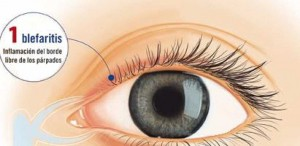 1 blefaritis
Inflamación del borde
libre de los párpados